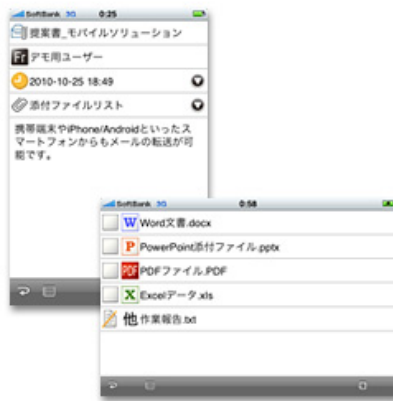 SoftBank 3G 0:25
提案書_モバイルソリューション
Fr デモ用ユーザー
2010-10-25 18:49
添付ファイルリスト
携帯端末やiPhone/Androidといったス
マートフォンからもメールの転送が可
能です。
SoftBank 3G 0:58
W Word文書.docx
P PowerPoint添付ファイル.pptx
PDF PDFファイル.PDF
X Excelデータ.xls
他 作業報告.txt